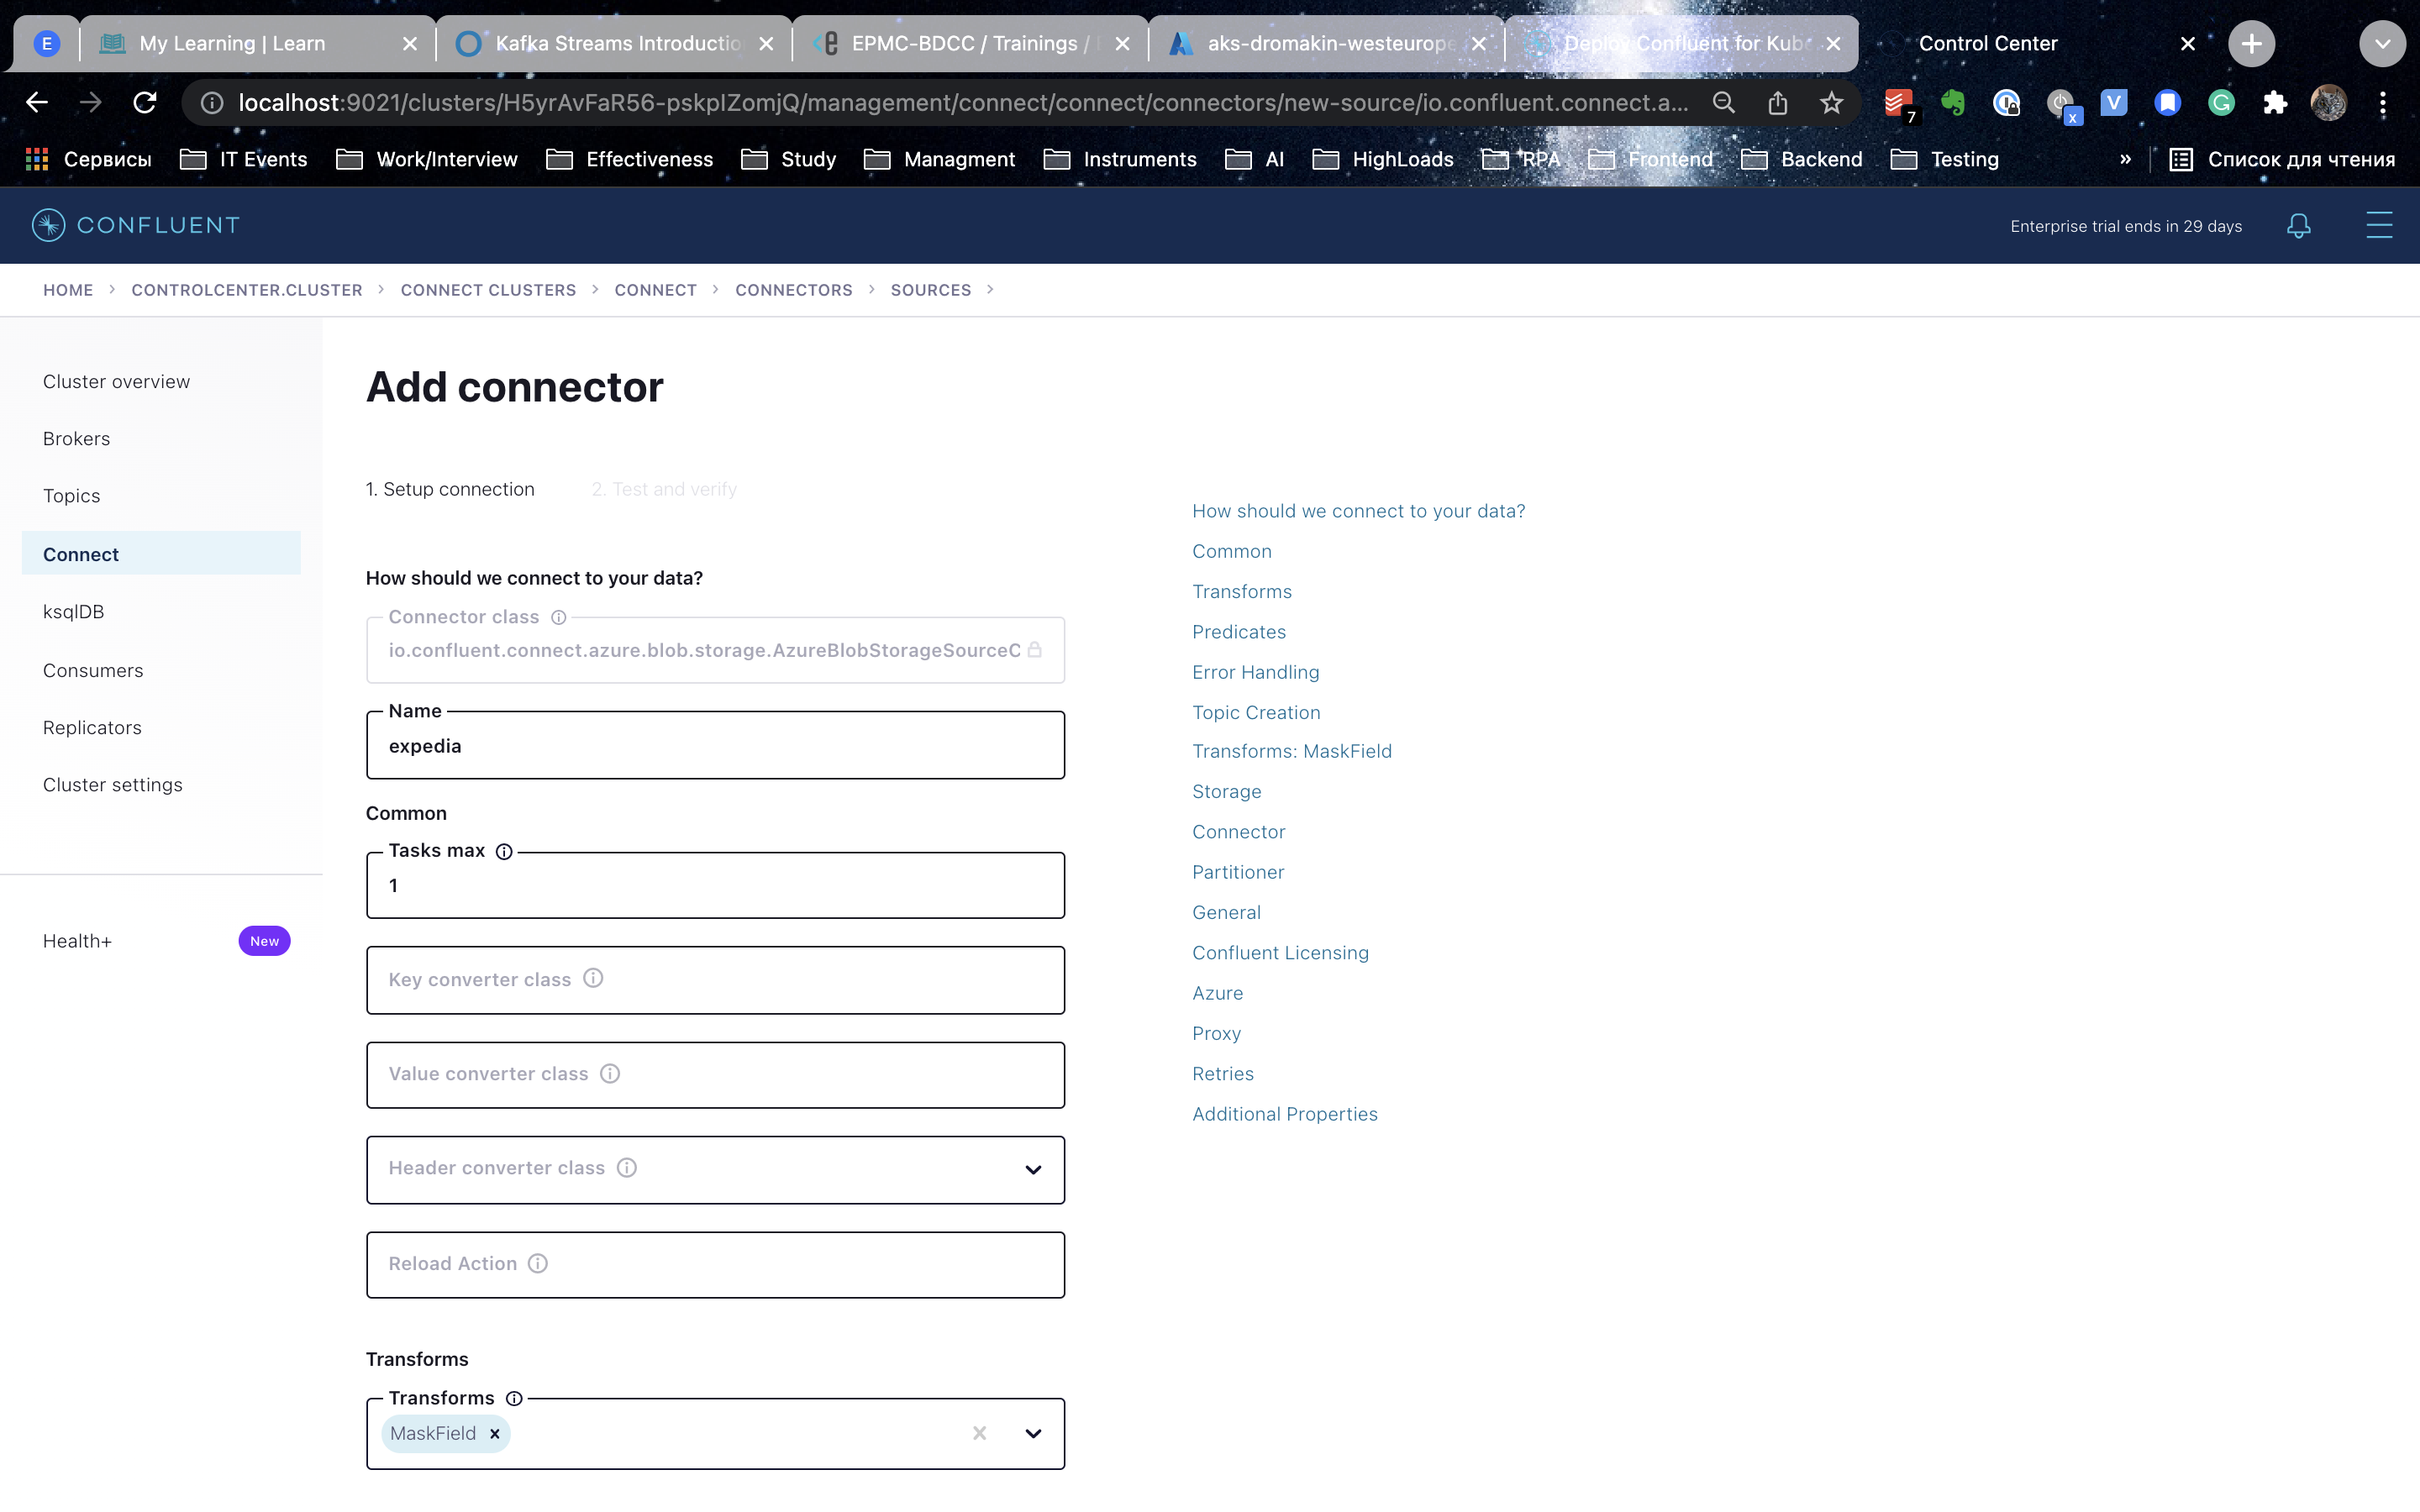 E
My Learning | Learn
Kafka Streams Introductio
EPMC-BDCC / Trainings /
aks-dromakin-westeurope
Deploy Confluent for Kube
Control Center
localhost:9021/clusters/H5yrAvFaR56-pskpIZomjQ/management/connect/connect/connectors/new-source/io.confluent.connect.a...
7
x
V
G
Сервисы
IT Events
Work/Interview
Effectiveness
Study
Managment
Instruments
AI
HighLoads
RPA
Frontend
Backend
Testing
»
Список для чтения
CONFLUENT
Enterprise trial ends in 29 days
HOME > CONTROLCENTER.CLUSTER > CONNECT CLUSTERS > CONNECT > CONNECTORS > SOURCES >
Cluster overview
Brokers
Topics
Connect
ksqlDB
Consumers
Replicators
Cluster settings
Health+
New
Add connector
1. Setup connection
2. Test and verify
How should we connect to your data?
Connector class
io.confluent.connect.azure.blob.storage.AzureBlobStorageSourceC
Name
expedia
Common
Tasks max
1
Key converter class
Value converter class
Header converter class
Reload Action
Transforms
Transforms
MaskField
How should we connect to your data?
Common
Transforms
Predicates
Error Handling
Topic Creation
Transforms: MaskField
Storage
Connector
Partitioner
General
Confluent Licensing
Azure
Proxy
Retries
Additional Properties